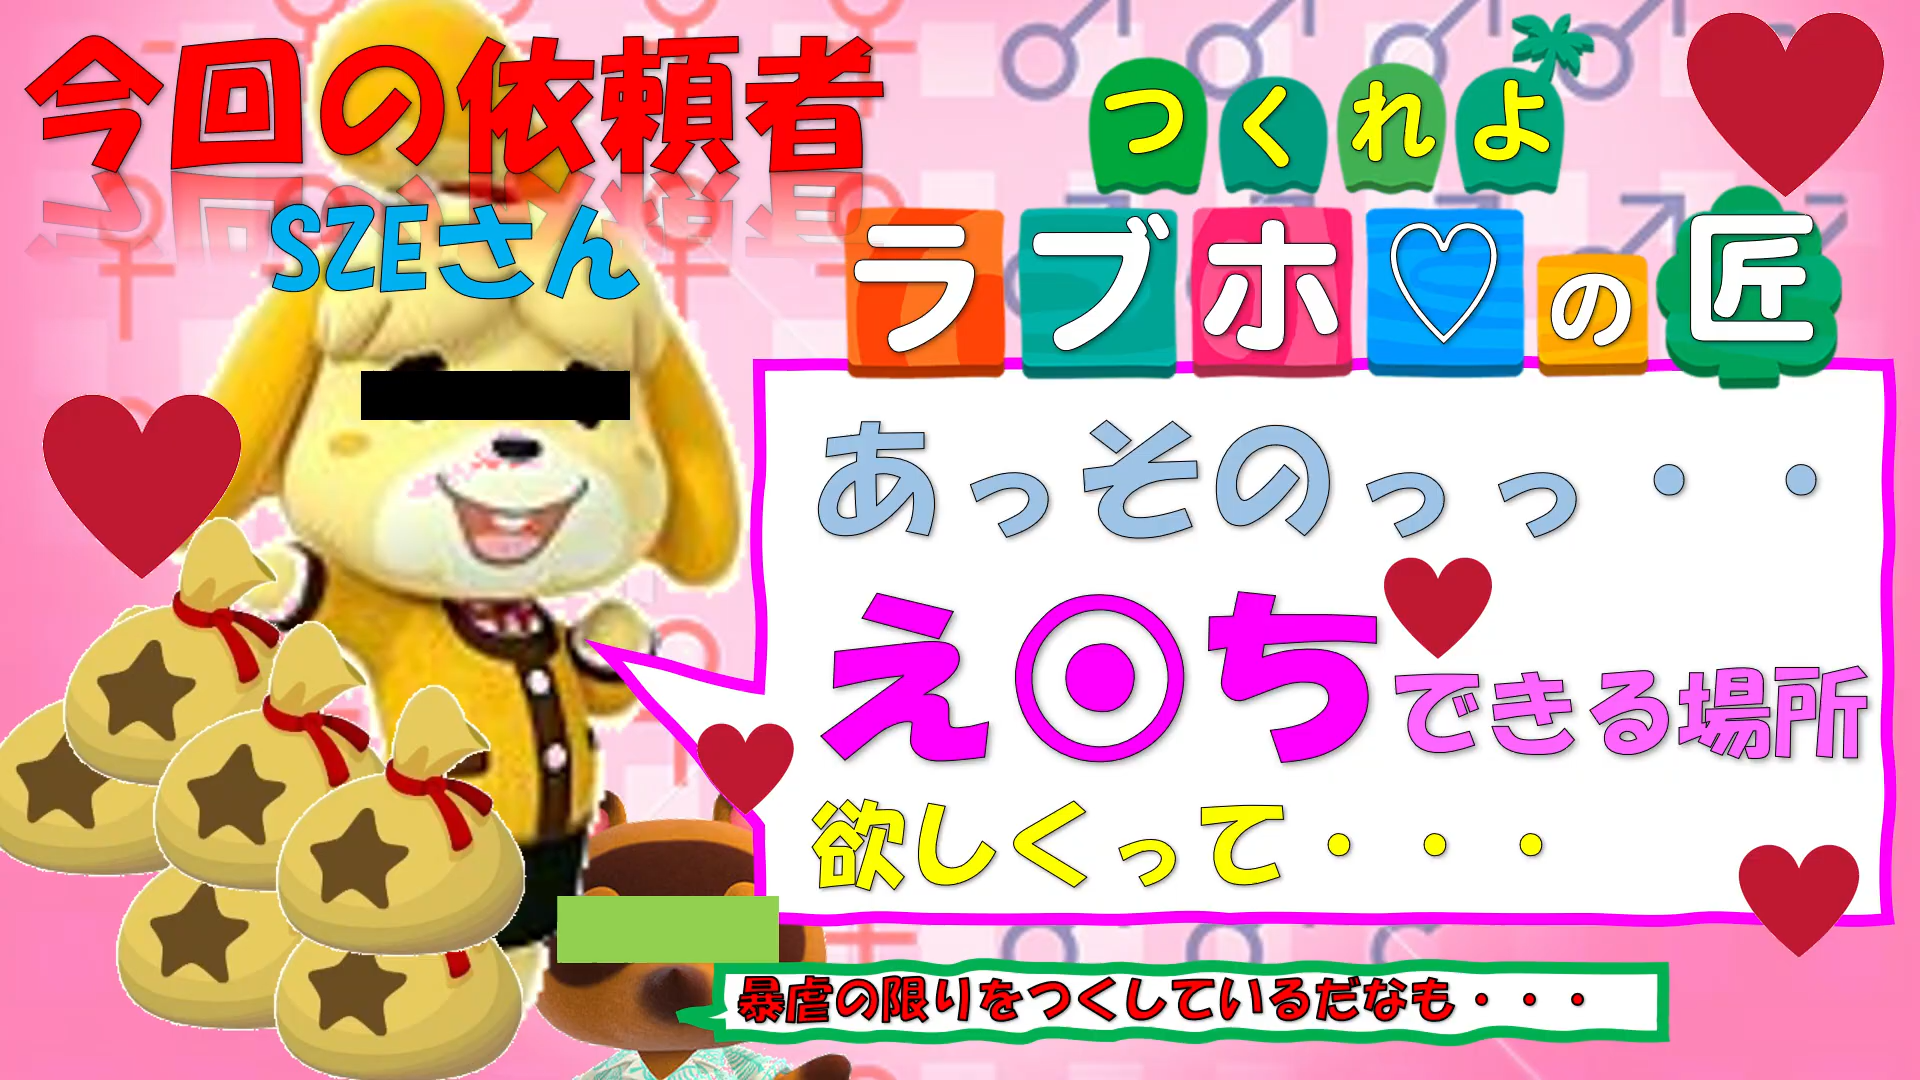 今回の依頼者
SZEさん
つくれよ
ラブホ♡の匠
あっそのっっ・・
え◎ちできる場所
欲しくって・・・
暴虐の限りをつくしているだなも・・・